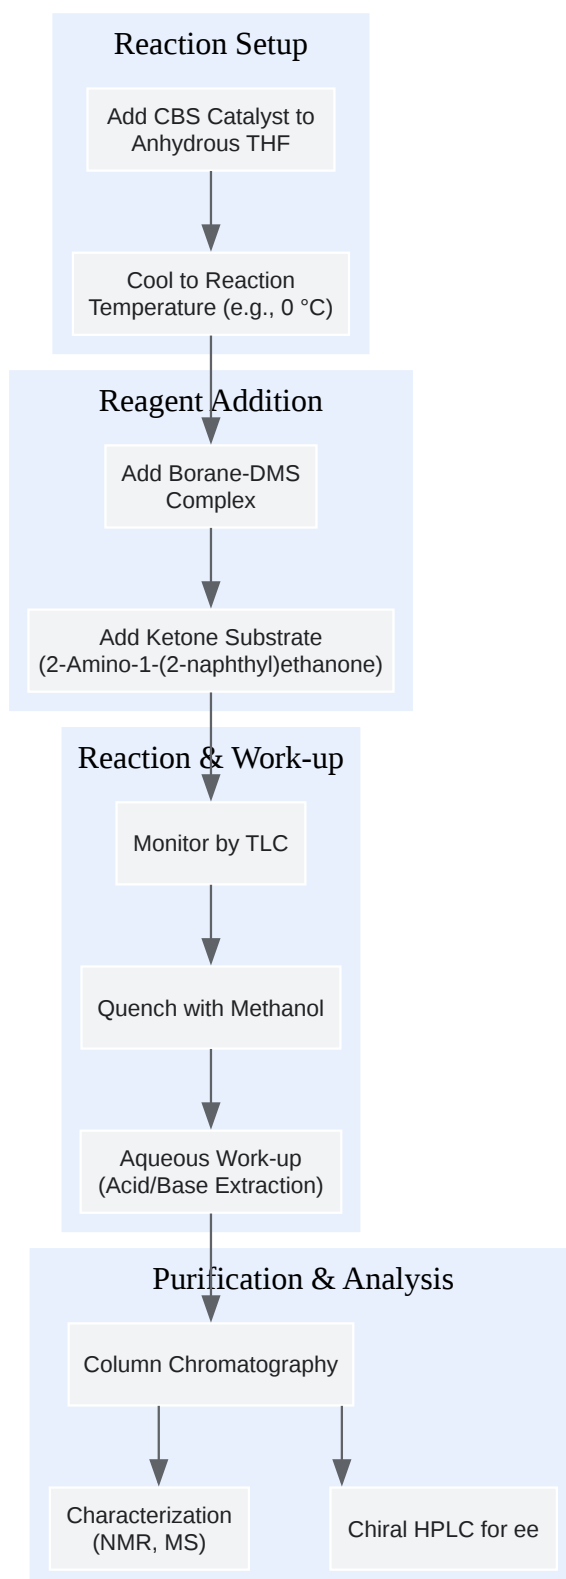 Reaction Setup
Add CBS Catalyst to
Anhydrous THF
Cool to Reaction
Temperature (e.g., 0 °C)
Reagent Addition
Add Borane-DMS
Complex
Add Ketone Substrate
(2-Amino-1-(2-naphthyl)ethanone)
Reaction & Work-up
Monitor by TLC
Quench with Methanol
Aqueous Work-up
(Acid/Base Extraction)
Purification & Analysis
Column Chromatography
Characterization
(NMR, MS)
Chiral HPLC for ee